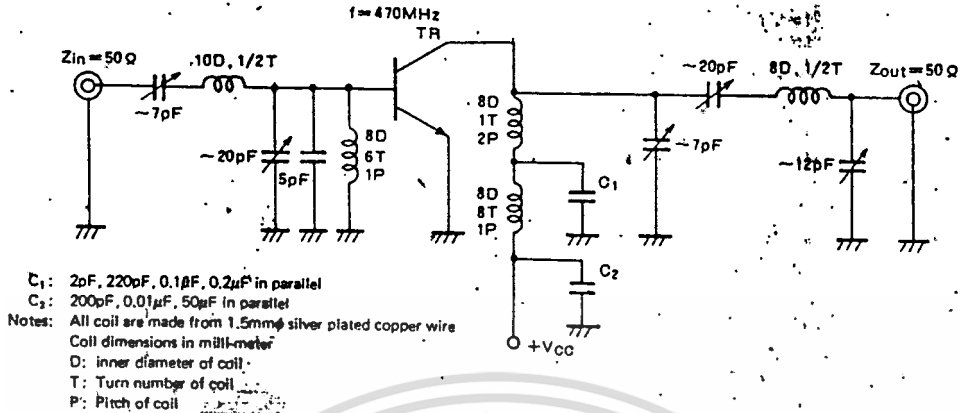 f=470MHz
TR
Zin=50Ω
10D, 1/2T
~7pF
~20pF
5pF
8D
6T
1P
8D
1T
2P
8D
8T
1P
C1
C2
+VCC
~20pF
8D, 1/2T
Zout=50Ω
~7pF
~12pF
C1: 2pF, 220pF, 0.1βF, 0.2μF in parallel
C2: 200pF, 0.01μF, 50μF in parallel
Notes: All coil are made from 1.5mmφ silver plated copper wire
Coil dimensions in milli-meter
D: inner diameter of coil
T: Turn number of coil
P: Pitch of coil